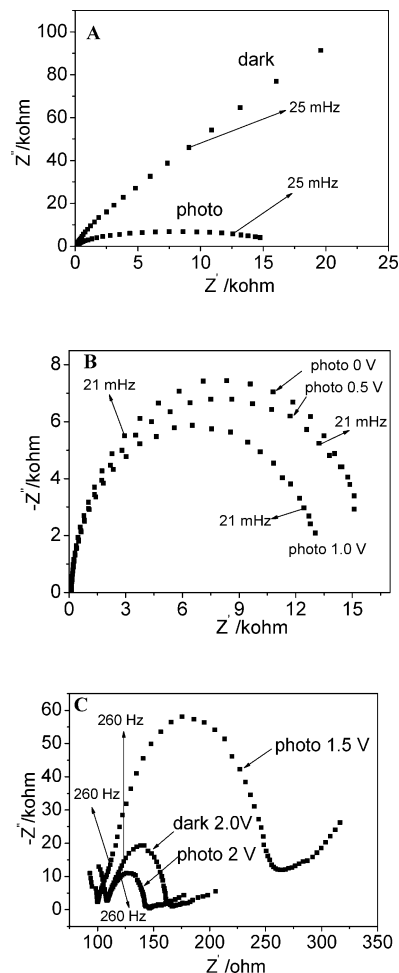 A
100
80
60
40
20
0
Z"/kohm
dark
25 mHz
photo
25 mHz
0 5 10 15 20 25
Z'/kohm
B
8
6
4
2
0
-Z"/kohm
21 mHz
photo 0 V
photo 0.5 V
21 mHz
21 mHz
photo 1.0 V
0 3 6 9 12 15
Z'/kohm
C
60
50
40
30
20
10
0
-Z"/kohm
260 Hz
260 Hz
photo 1.5 V
dark 2.0V
photo 2 V
260 Hz
100 150 200 250 300 350
Z'/kohm